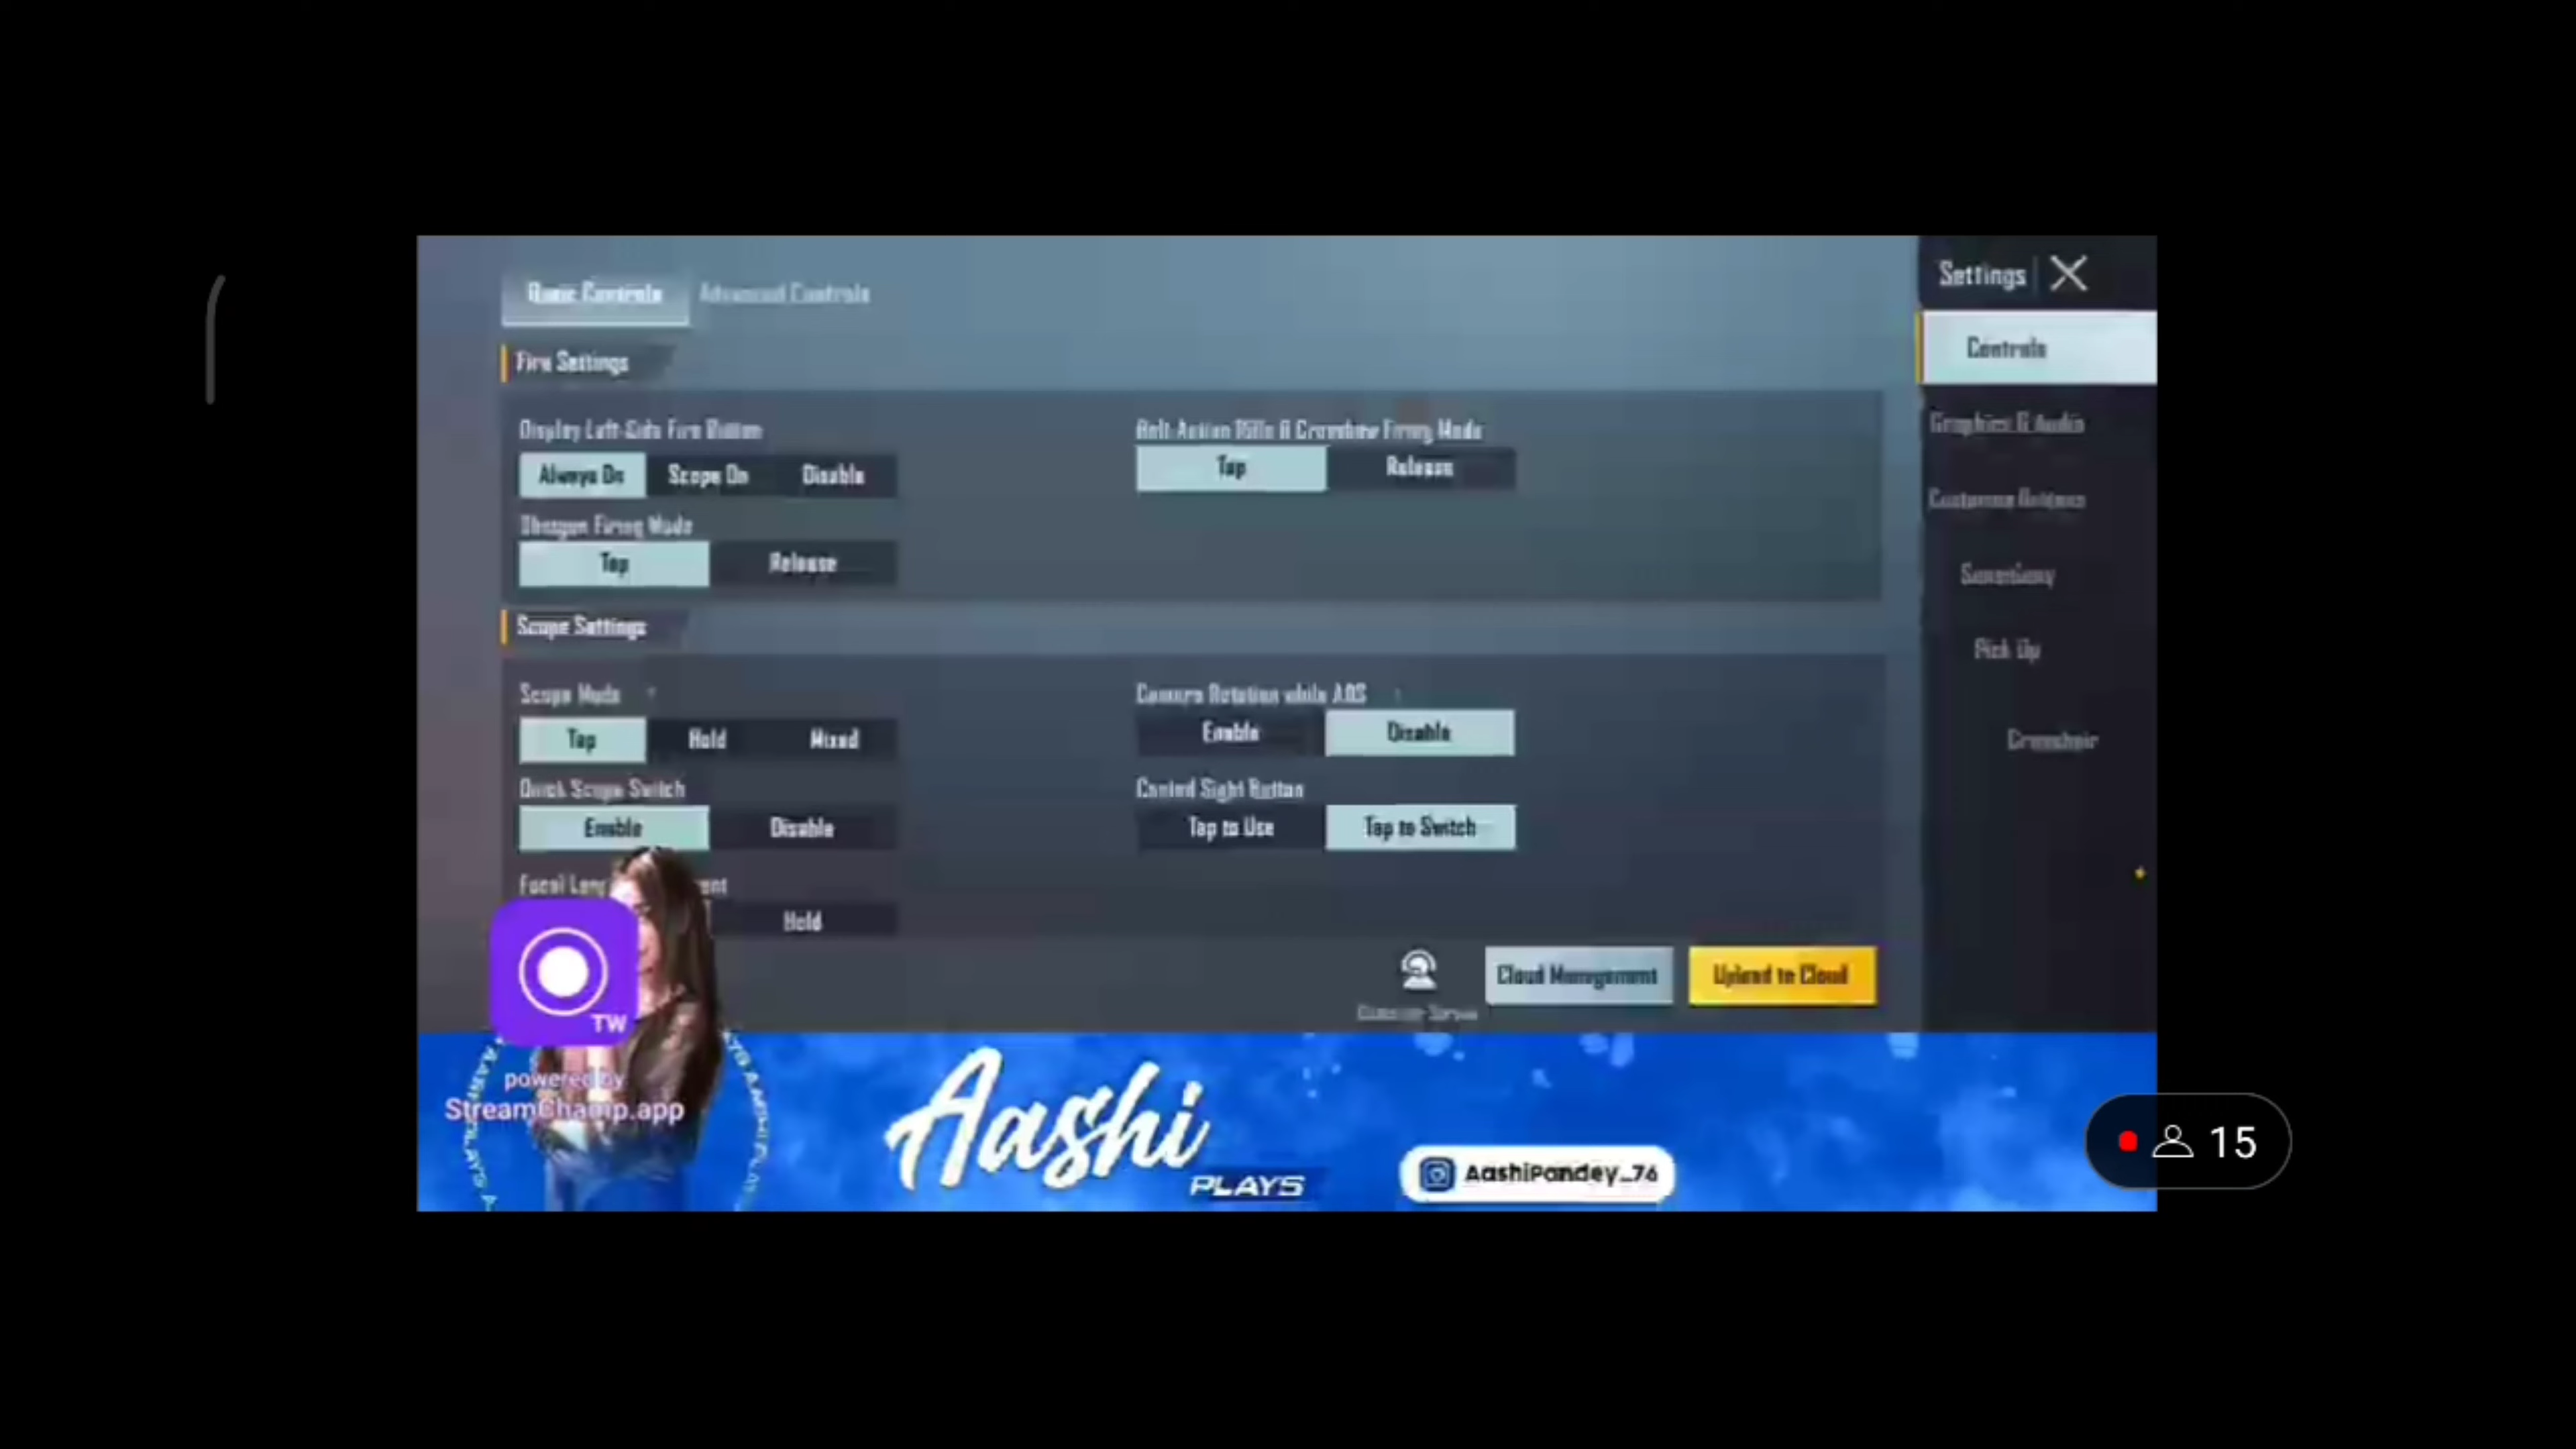 Basic Controls Advanced Controls
Settings
Controls
Fire Settings
Display Left-Side Fire Button
Bolt-Action Rifle & Crossbow Firing Mode
Always On Scope On Disable
Tap Release
Shotgun Firing Mode
Tap Release
Graphics & Audio
Customize Buttons
Sensitivity
Pick Up
Crosshair
Scope Settings
Scope Mode
Camera Rotation while ADS
Tap Hold Mixed
Enable Disable
Quick Scope Switch
Canted Sight Button
Enable Disable
Tap to Use Tap to Switch
Hold
Cloud Management
Upload to Cloud
TW
powered by
StreamChamp.app
Aashi
PLAYS
AashiPandey_76
15